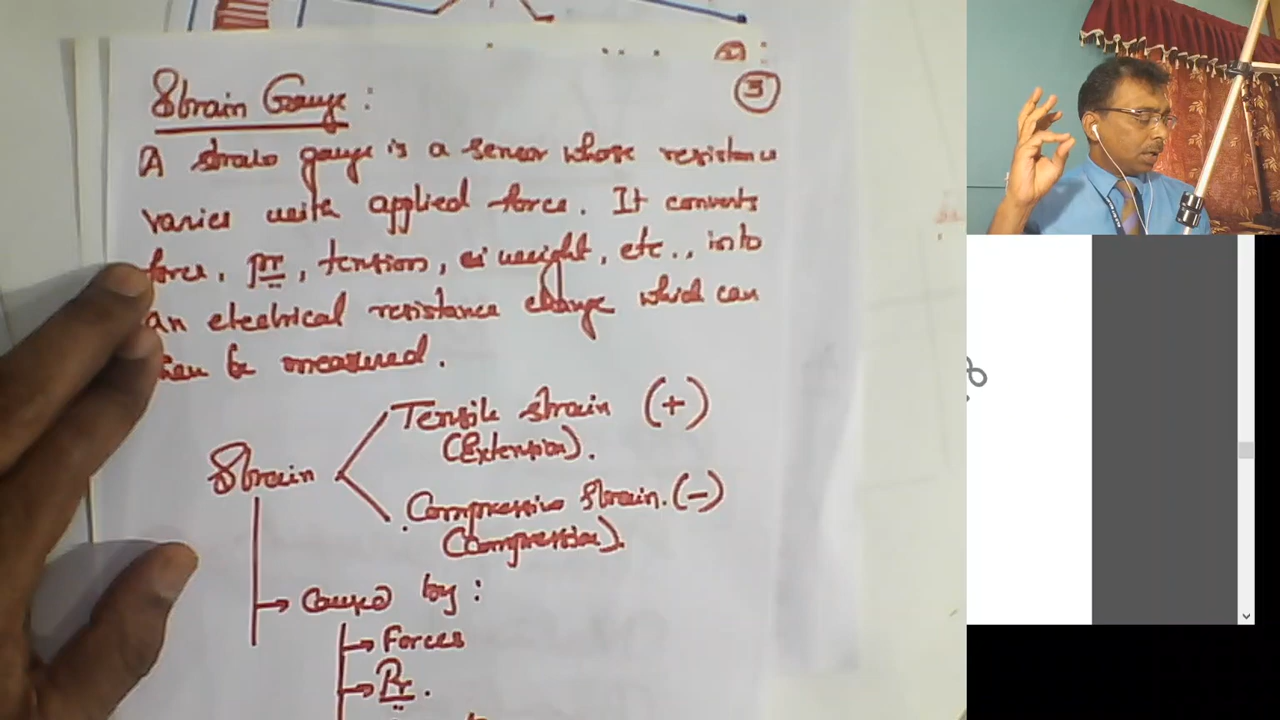 3
Strain Gauge :
A strain gauge is a sensor whose resistance
varies with applied force. It converts
force, Pr, tension, weight, etc., into
an electrical resistance change which can
then be measured.
Tensile strain (+)
(Extension).
Strain
Compressive strain. (-)
(Compression).
Caused by :
Forces
Pr.